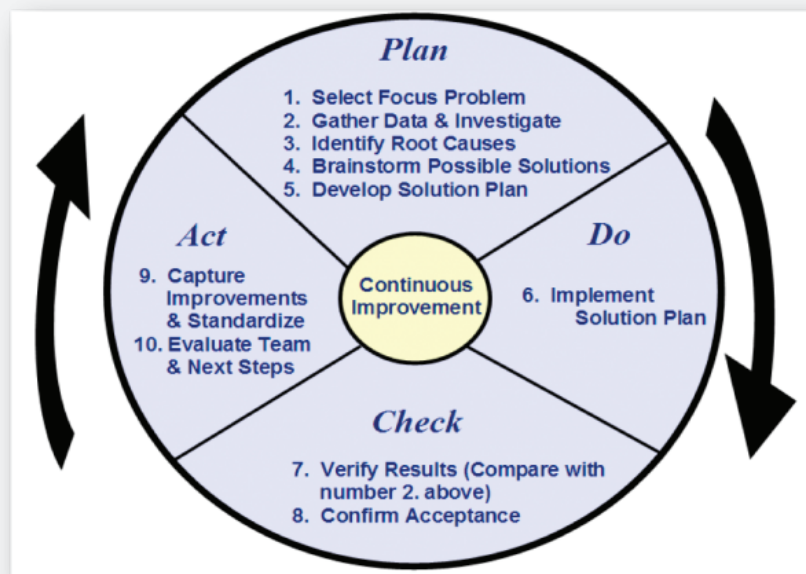 Plan
1. Select Focus Problem
2. Gather Data & Investigate
3. Identify Root Causes
4. Brainstorm Possible Solutions
5. Develop Solution Plan
Do
6. Implement
Solution Plan
Check
7. Verify Results (Compare with
number 2. above)
8. Confirm Acceptance
Act
9. Capture
Improvements
& Standardize
10. Evaluate Team
& Next Steps
Continuous
Improvement